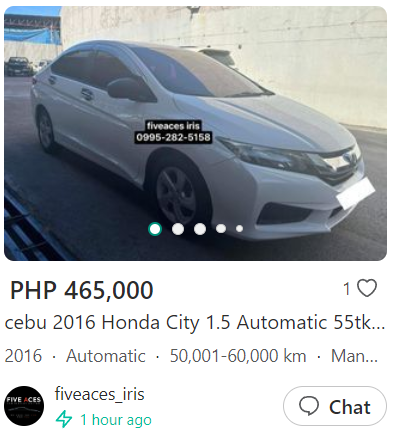 fiveaces iris
0995-282-5158
PHP 465,000
1
cebu 2016 Honda City 1.5 Automatic 55tk...
2016 · Automatic · 50,001-60,000 km · Man...
FIVE ACES
fiveaces_iris
1 hour ago
Chat